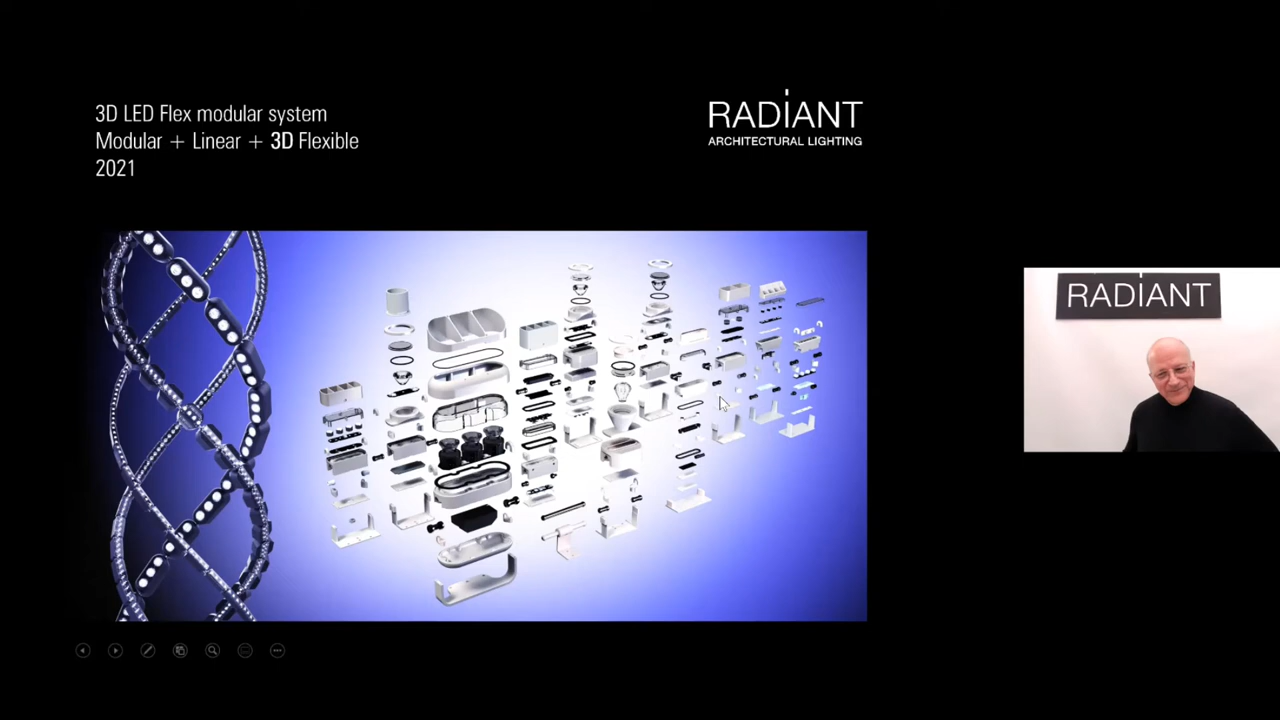 3D LED Flex modular system
Modular + Linear + 3D Flexible
2021
RADiANT
ARCHITECTURAL LIGHTING
RADiANT